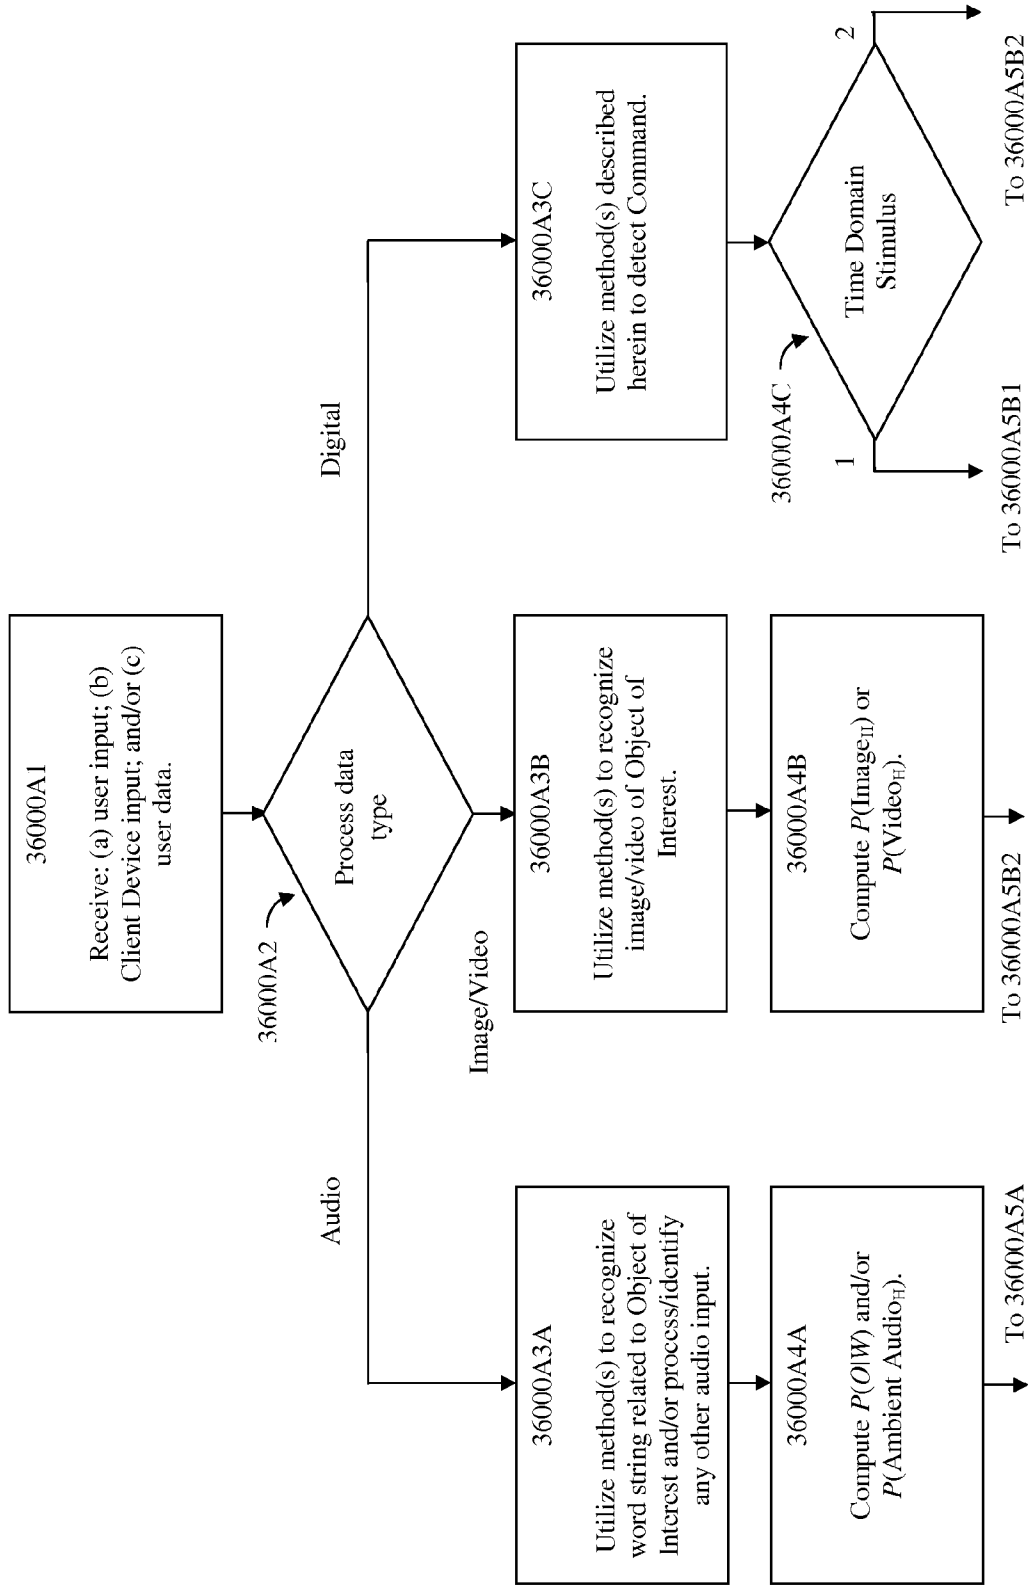 36000A1
Receive: (a) user input; (b)
Client Device input; and/or (c)
user data.
36000A2
Process data
type
Audio
Image/Video
Digital
36000A3A
Utilize method(s) to recognize
word string related to Object of
Interest and/or process/identify
any other audio input.
36000A3B
Utilize method(s) to recognize
image/video of Object of
Interest.
36000A3C
Utilize method(s) described
herein to detect Command.
36000A4A
Compute P(O|W) and/or
P(Ambient Audio_H).
36000A4B
Compute P(Image_H) or
P(Video_H).
36000A4C
Time Domain
Stimulus
1
2
To 36000A5A
To 36000A5B2
To 36000A5B1
To 36000A5B2